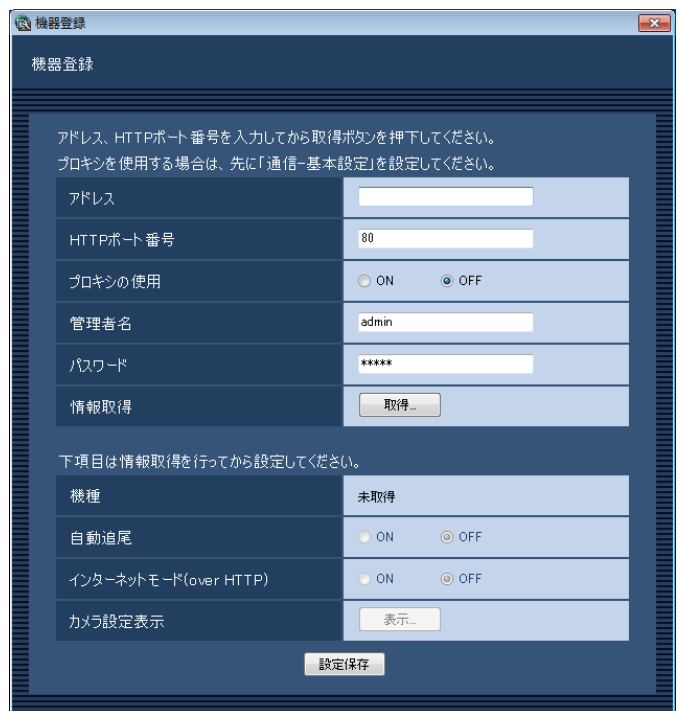 機器登録
機器登録
アドレス、HTTPポート番号を入力してから取得ボタンを押下してください。
プロキシを使用する場合は、先に「通信-基本設定」を設定してください。
アドレス
HTTPポート番号 80
プロキシの使用 ON OFF
管理者名 admin
パスワード *****
情報取得 取得...
下項目は情報取得を行ってから設定してください。
機種 未取得
自動追尾 ON OFF
インターネットモード(over HTTP) ON OFF
カメラ設定表示 表示...
設定保存